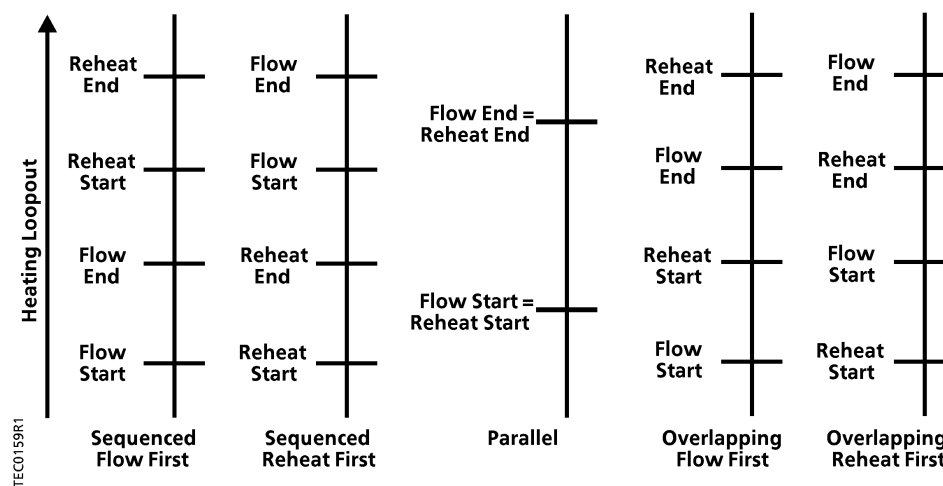 Heating Loopout
Reheat
End
Reheat
Start
Flow
End
Flow
Start
Sequenced
Flow First
Flow
End
Flow
Start
Reheat
End
Reheat
Start
Sequenced
Reheat First
Flow End =
Reheat End
Flow Start =
Reheat Start
Parallel
Reheat
End
Flow
End
Reheat
Start
Flow
Start
Overlapping
Flow First
Flow
End
Reheat
End
Flow
Start
Reheat
Start
Overlapping
Reheat First
TEC0159R1